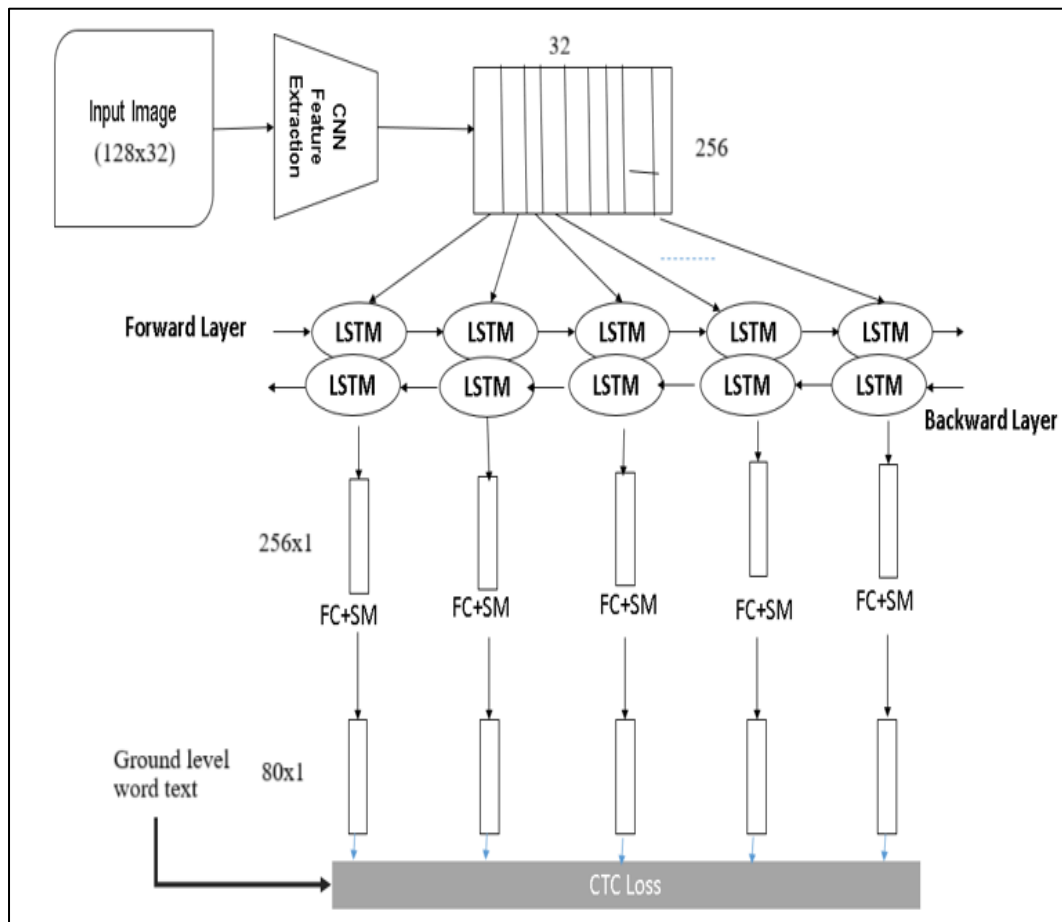 Input Image
(128x32)
CNN
Feature
Extraction
32
256
Forward Layer
LSTM LSTM LSTM LSTM LSTM
LSTM LSTM LSTM LSTM LSTM
Backward Layer
256x1
FC+SM FC+SM FC+SM FC+SM FC+SM
Ground level
word text
80x1
CTC Loss